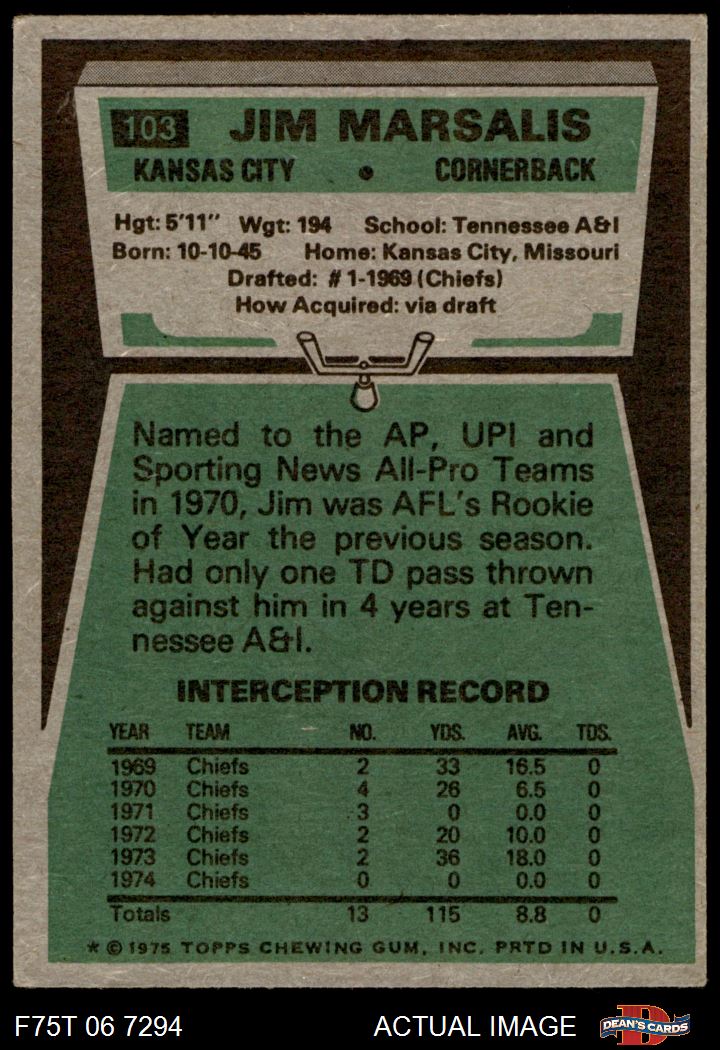 103 JIM MARSALIS
KANSAS CITY • CORNERBACK
Hgt: 5'11" Wgt: 194 School: Tennessee A&I
Born: 10-10-45 Home: Kansas City, Missouri
Drafted: #1-1969 (Chiefs)
How Acquired: via draft
Named to the AP, UPI and
Sporting News All-Pro Teams
in 1970, Jim was AFL's Rookie
of Year the previous season.
Had only one TD pass thrown
against him in 4 years at Ten-
nessee A&I.
INTERCEPTION RECORD
YEAR TEAM NO. YDS. AVG. TDS.
1969 Chiefs 2 33 16.5 0
1970 Chiefs 4 26 6.5 0
1971 Chiefs 3 0 0.0 0
1972 Chiefs 2 20 10.0 0
1973 Chiefs 2 36 18.0 0
1974 Chiefs 0 0 0.0 0
Totals 13 115 8.8 0
* © 1975 TOPPS CHEWING GUM, INC. PRTD IN U.S.A.
F75T 06 7294 ACTUAL IMAGE D DEAN'S CARDS